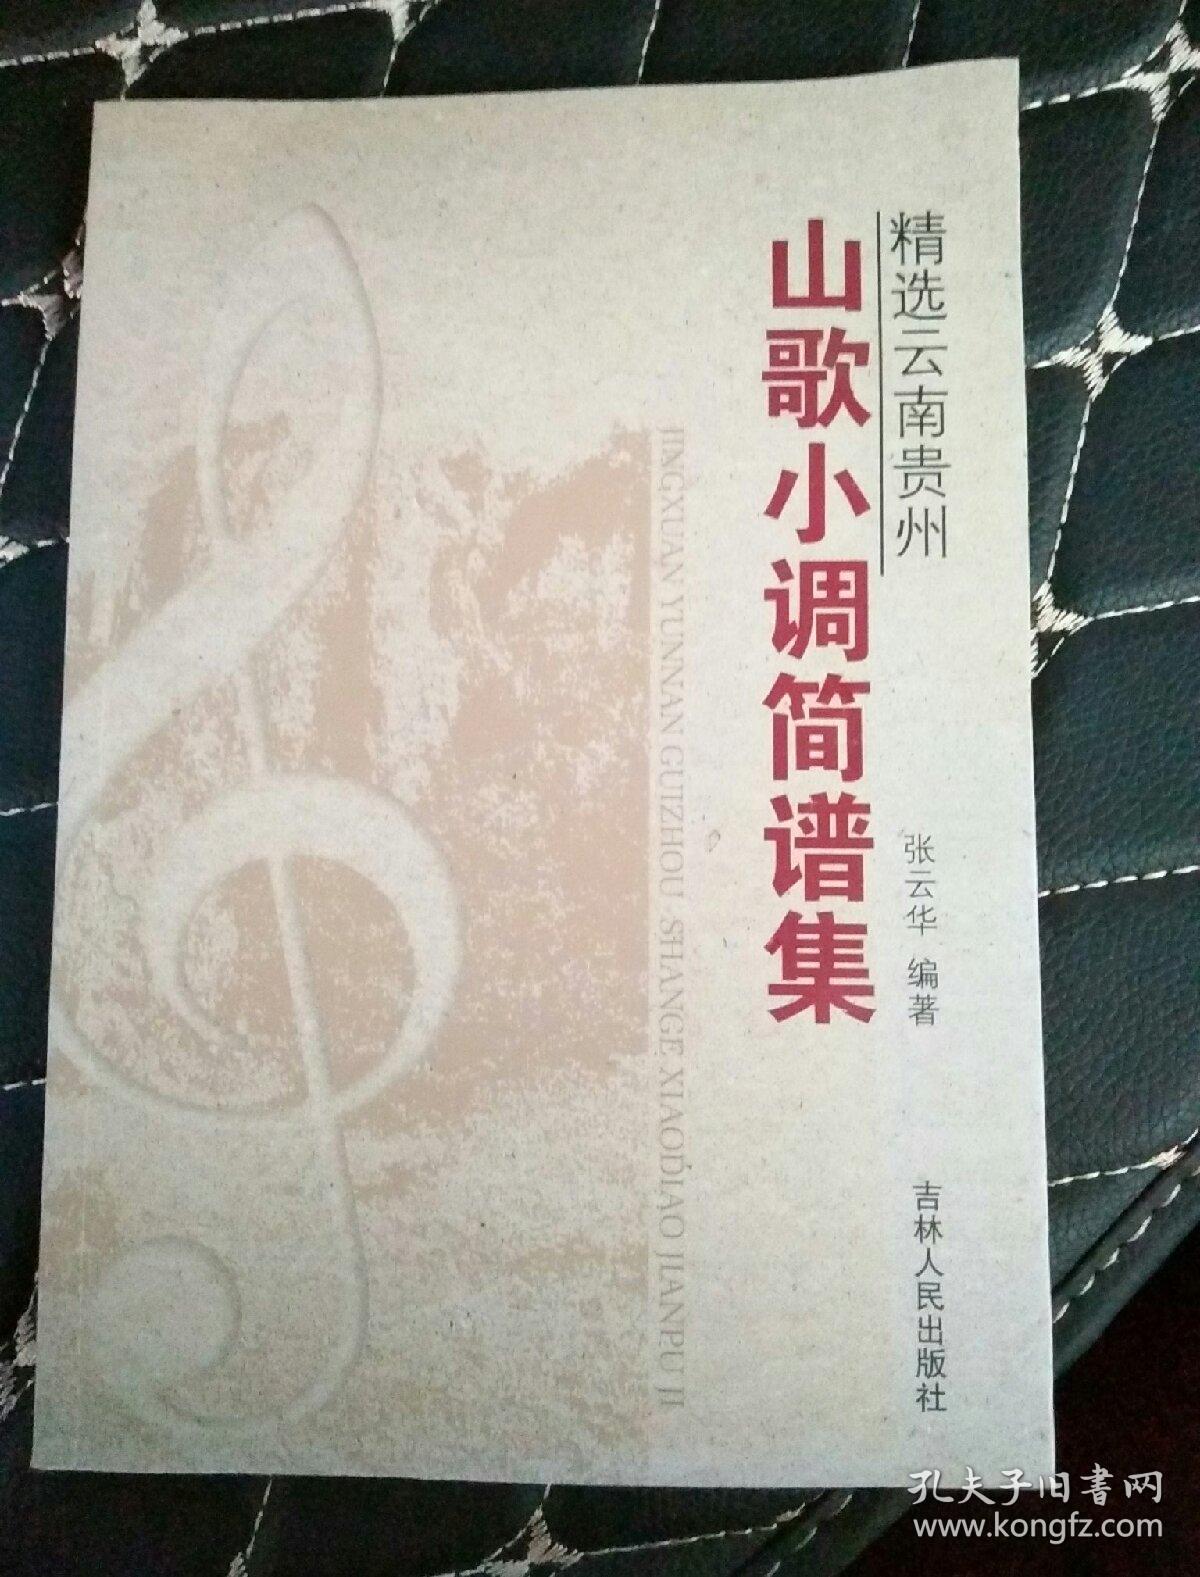 精选云南贵州
山歌小调简谱集
张云华 编著
吉林人民出版社
JINGXUAN YUNNAN GUIZHOU SHANGE XIAODIAO JIANPU JI
孔夫子旧书网
www.kongfz.com